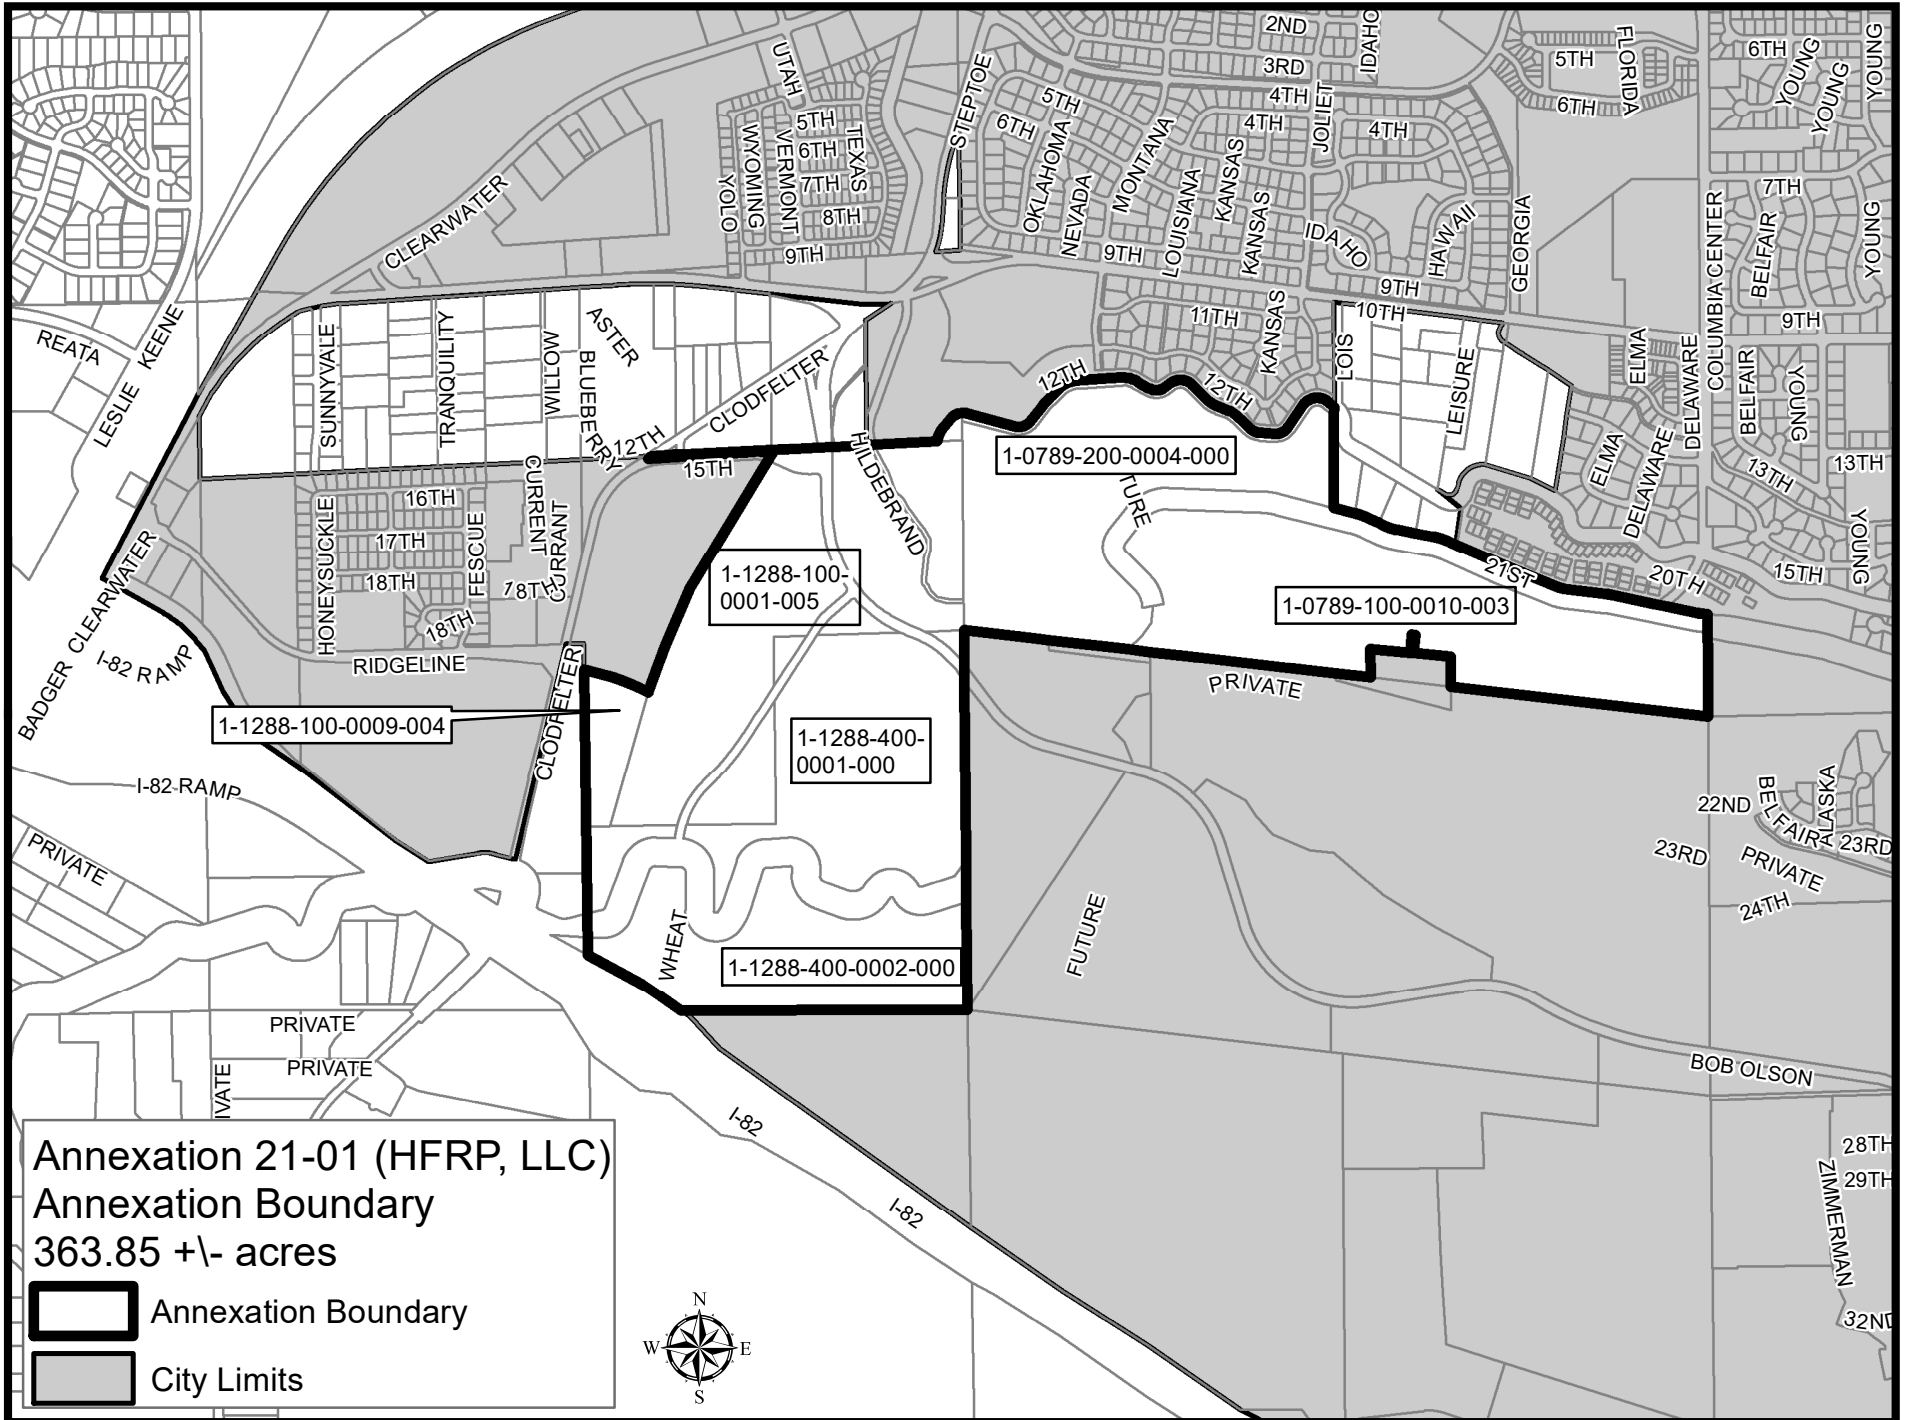 2ND
IDAHO
3RD
4TH
5TH
6TH
4TH
JOLIET
4TH
STEPTOE
5TH
FLORIDA
6TH
6TH
YOUNG
YOUNG
YOUNG
UTAH
5TH
6TH
7TH
8TH
9TH
WYOMING
VERMONT
TEXAS
YOLO
CLEARWATER
OKLAHOMA
NEVADA
MONTANA
LOUISIANA
KANSAS
KANSAS
9TH
IDAHO
HAWAII
GEORGIA
9TH
10TH
7TH
BELFAIR
YOUNG
COLUMBIA CENTER
9TH
REATA
KEENE
LESLIE
SUNNYVALE
TRANQUILITY
WILLOW
ASTER
BLUEBERRY
CLODFELTER
12TH
15TH
11TH
KANSAS
12TH
12TH
LOIS
LEISURE
ELMA
DELAWARE
BELFAIR
YOUNG
13TH
13TH
ELMA
DELAWARE
HILDEBRAND
1-0789-200-0004-000
TURE
16TH
17TH
18TH
18TH
18TH
HONEYSUCKLE
FESCUE
CURRENT
CURRANT
RIDGELINE
21ST
20TH
15TH
YOUNG
1-1288-100-
0001-005
1-0789-100-0010-003
BADGER
CLEARWATER
I-82 RAMP
1-1288-100-0009-004
CLODFELTER
PRIVATE
1-1288-400-
0001-000
I-82 RAMP
PRIVATE
22ND
BELFAIR
ALASKA
23RD
23RD
PRIVATE
24TH
WHEAT
FUTURE
1-1288-400-0002-000
PRIVATE
PRIVATE
IVATE
BOB OLSON
I-82
I-82
28TH
29TH
ZIMMERMAN
32ND
Annexation 21-01 (HFRP, LLC)
Annexation Boundary
363.85 +\- acres
Annexation Boundary
City Limits
N
W
E
S